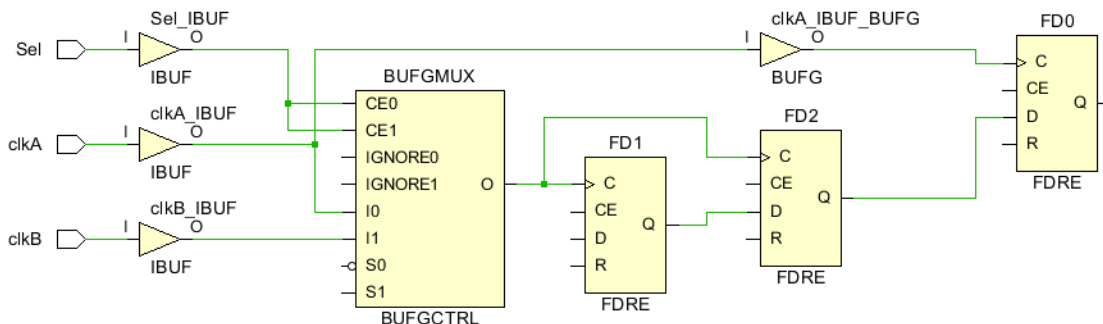 Sel
I
Sel_IBUF
O
IBUF
clkA
I
clkA_IBUF
O
IBUF
clkB
I
clkB_IBUF
O
IBUF
BUFGMUX
CE0
CE1
IGNORE0
IGNORE1
I0
I1
S0
S1
O
BUFGCTRL
clkA_IBUF_BUFG
I
O
BUFG
FD1
C
CE
D
R
Q
FDRE
FD2
C
CE
D
R
Q
FDRE
FD0
C
CE
D
R
Q
FDRE